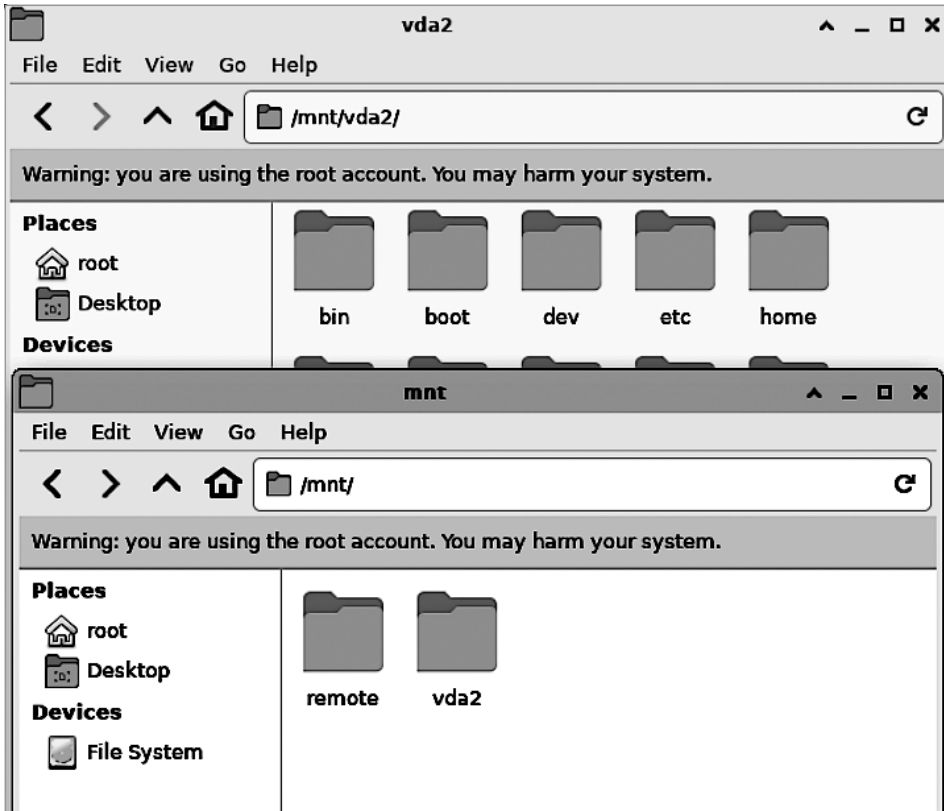 vda2
File Edit View Go Help
/mnt/vda2/
Warning: you are using the root account. You may harm your system.
Places
root
Desktop
Devices
bin boot dev etc home
mnt
File Edit View Go Help
/mnt/
Warning: you are using the root account. You may harm your system.
Places
root
Desktop
Devices
File System
remote vda2